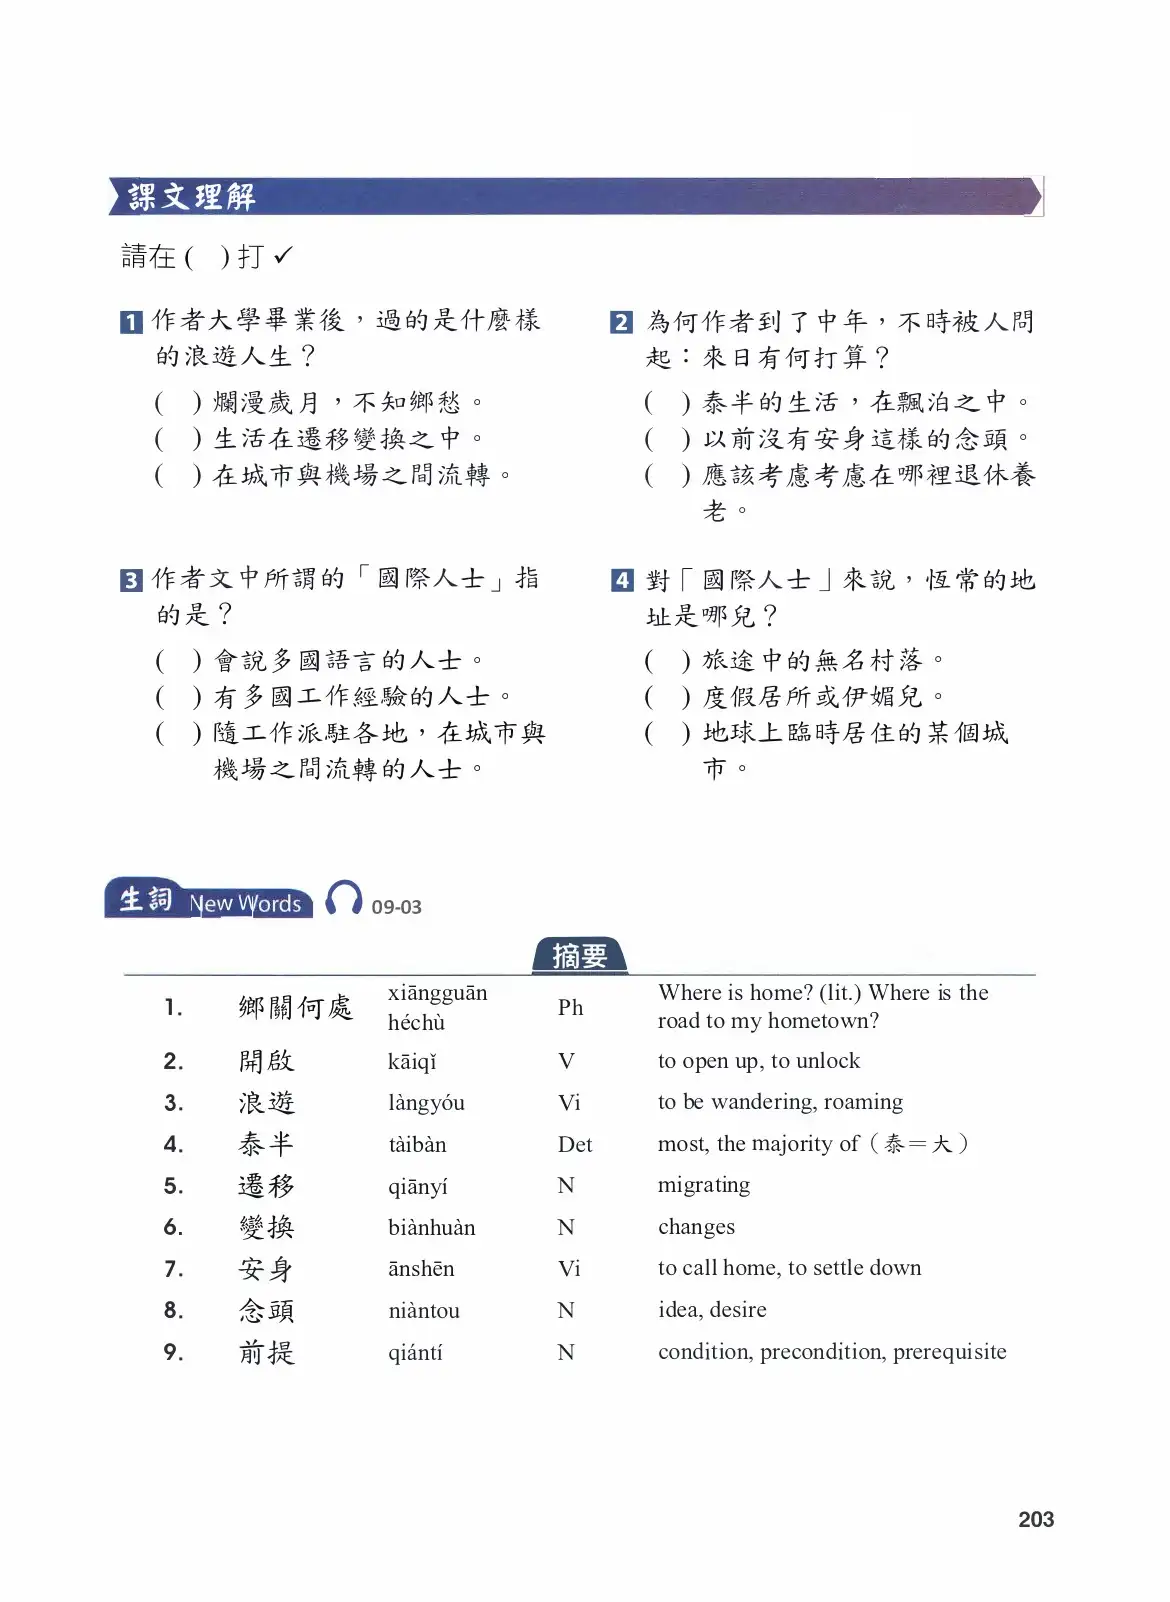 課文理解
請在 (　) 打 ✓
1 作者大學畢業後，過的是什麼樣
的浪遊人生？
(　) 爛漫歲月，不知鄉愁。
(　) 生活在遷移變換之中。
(　) 在城市與機場之間流轉。
2 為何作者到了中年，不時被人問
起：來日有何打算？
(　) 泰半的生活，在飄泊之中。
(　) 以前沒有安身這樣的念頭。
(　) 應該考慮考慮在哪裡退休養
老。
3 作者文中所謂的「國際人士」指
的是？
(　) 會說多國語言的人士。
(　) 有多國工作經驗的人士。
(　) 隨工作派駐各地，在城市與
機場之間流轉的人士。
4 對「國際人士」來說，恆常的地
址是哪兒？
(　) 旅途中的無名村落。
(　) 度假居所或伊媚兒。
(　) 地球上臨時居住的某個城
市。
生詞 New Words 09-03
摘要
1. 鄉關何處 xiāngguān héchù Ph Where is home? (lit.) Where is the road to my hometown?
2. 開啟 kāiqǐ V to open up, to unlock
3. 浪遊 làngyóu Vi to be wandering, roaming
4. 泰半 tàibàn Det most, the majority of（泰＝大）
5. 遷移 qiānyí N migrating
6. 變換 biànhuàn N changes
7. 安身 ānshēn Vi to call home, to settle down
8. 念頭 niàntou N idea, desire
9. 前提 qiántí N condition, precondition, prerequisite
203